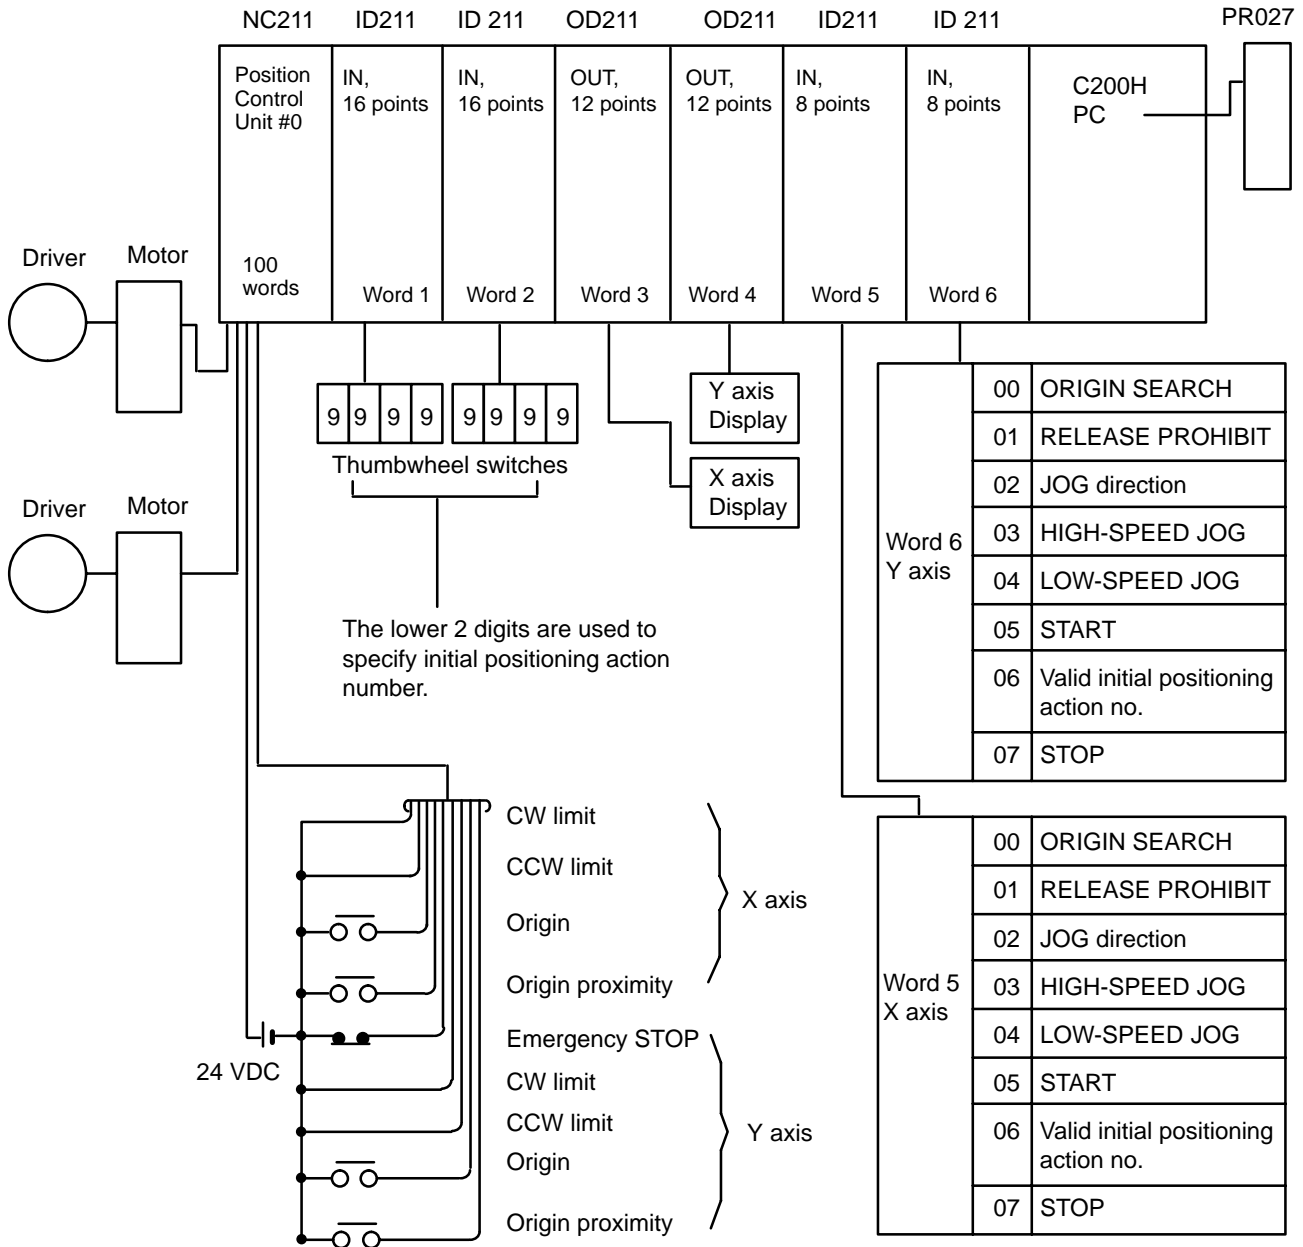 NC211 ID211 ID 211 OD211 OD211 ID211 ID 211 PR027
Position
Control
Unit #0
100
words
IN,
16 points
Word 1
IN,
16 points
Word 2
OUT,
12 points
Word 3
OUT,
12 points
Word 4
IN,
8 points
Word 5
IN,
8 points
Word 6
C200H
PC
Driver Motor
Driver Motor
9 9 9 9 9 9 9 9
Thumbwheel switches
The lower 2 digits are used to
specify initial positioning action
number.
Y axis
Display
X axis
Display
Word 6
Y axis
00 ORIGIN SEARCH
01 RELEASE PROHIBIT
02 JOG direction
03 HIGH-SPEED JOG
04 LOW-SPEED JOG
05 START
06 Valid initial positioning
action no.
07 STOP
Word 5
X axis
00 ORIGIN SEARCH
01 RELEASE PROHIBIT
02 JOG direction
03 HIGH-SPEED JOG
04 LOW-SPEED JOG
05 START
06 Valid initial positioning
action no.
07 STOP
24 VDC
CW limit
CCW limit
Origin
Origin proximity
X axis
Emergency STOP
CW limit
CCW limit
Origin
Origin proximity
Y axis